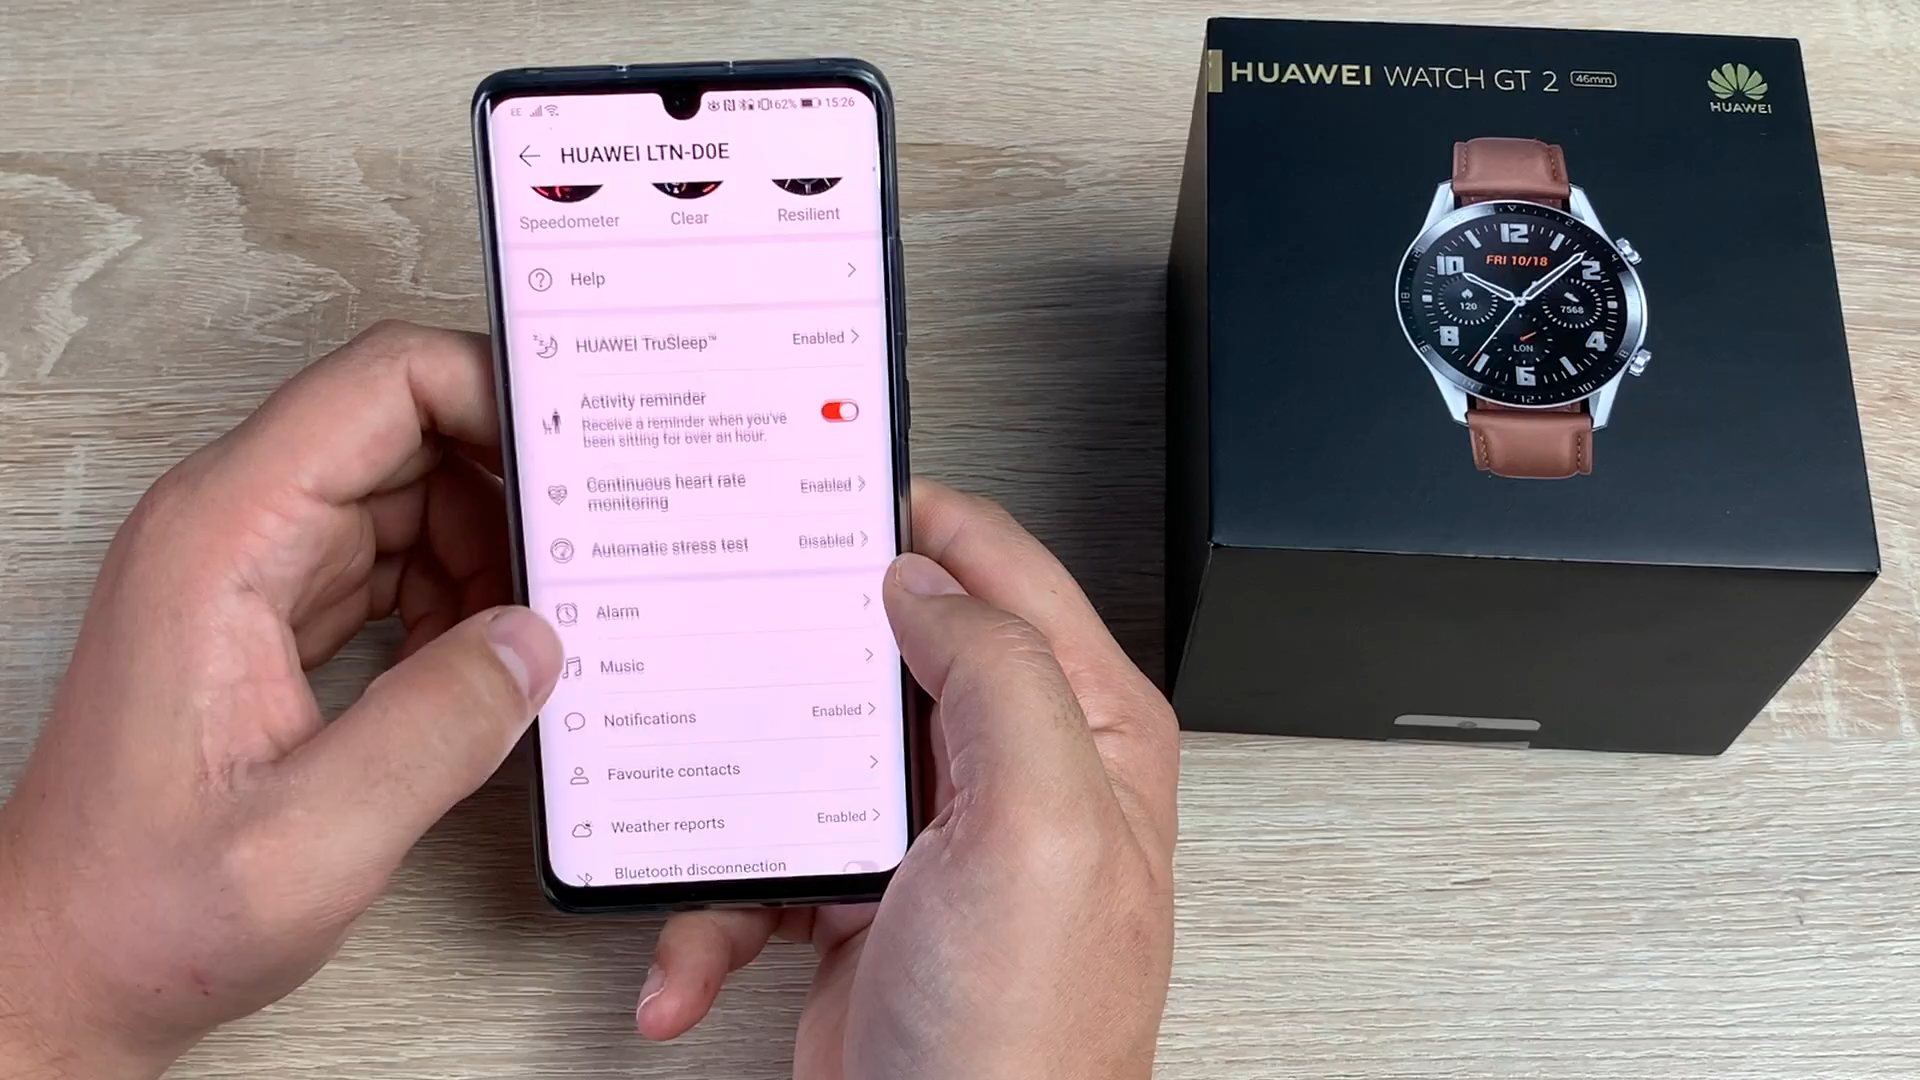 EE 62% 15:26
HUAWEI LTN-D0E
Speedometer Clear Resilient
Help
HUAWEI TruSleep™ Enabled
Activity reminder
Receive a reminder when you've
been sitting for over an hour.
Continuous heart rate
monitoring
Enabled
Automatic stress test Disabled
Alarm
Music
Notifications Enabled
Favourite contacts
Weather reports Enabled
Bluetooth disconnection
HUAWEI WATCH GT 2 46mm
HUAWEI
12
FRI 10/18
10 2
120 7568
8 4
LON
6